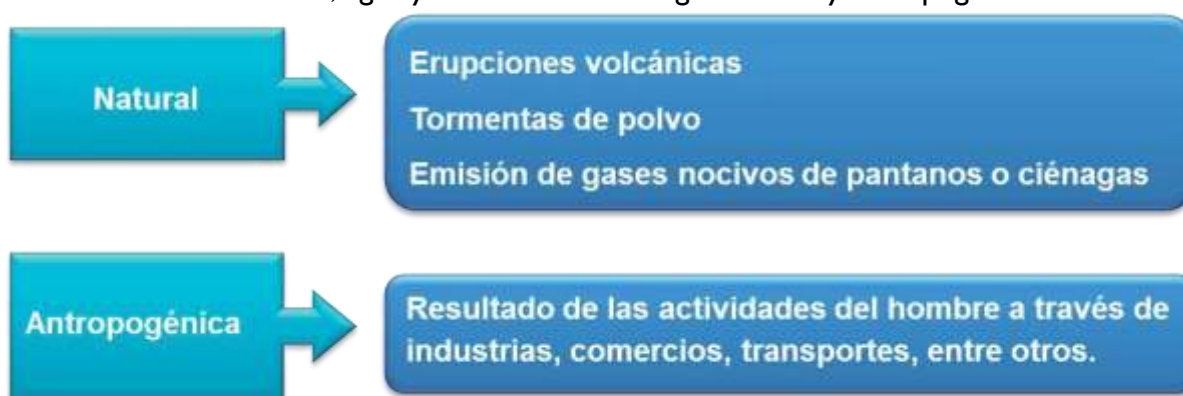 Natural
Erupciones volcánicas
Tormentas de polvo
Emisión de gases nocivos de pantanos o ciénagas
Antropogénica
Resultado de las actividades del hombre a través de
industrias, comercios, transportes, entre otros.